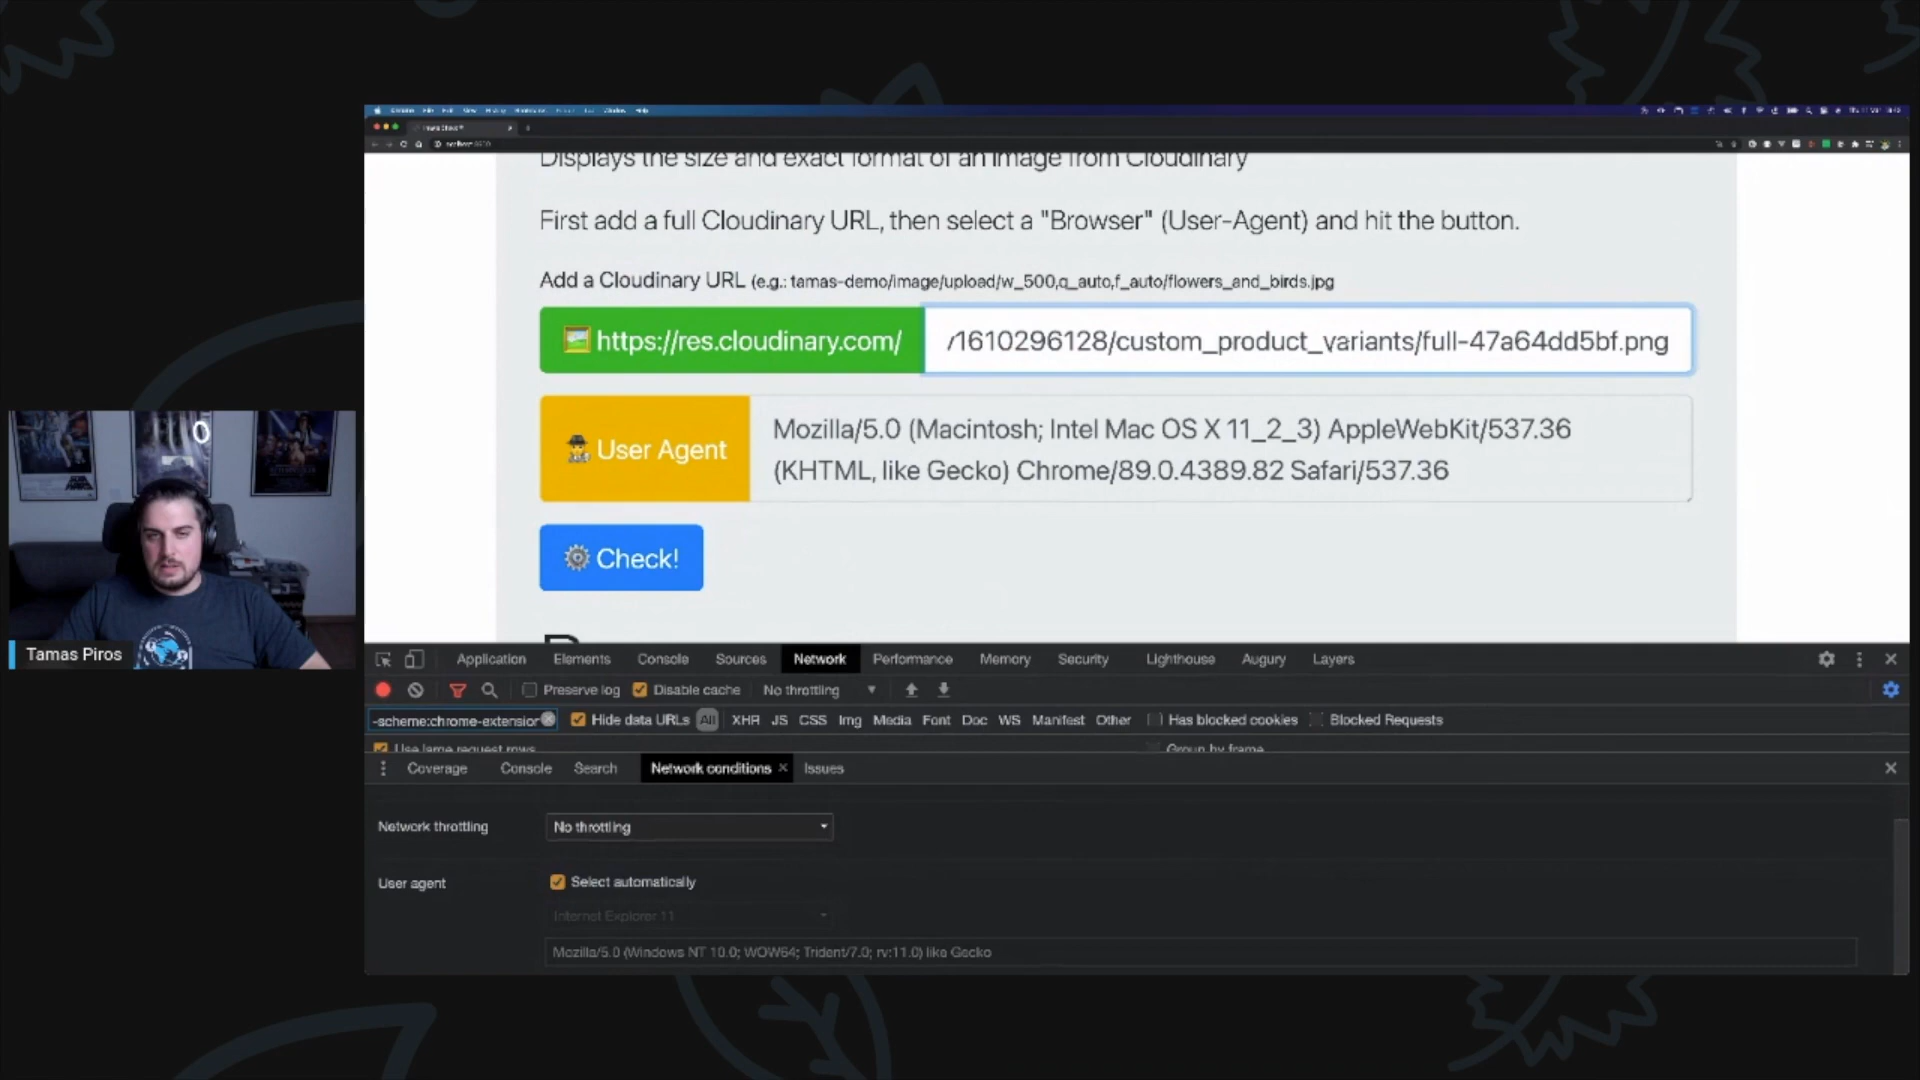 Displays the size and exact format of an image from Cloudinary
First add a full Cloudinary URL, then select a "Browser" (User-Agent) and hit the button.
Add a Cloudinary URL (e.g.: tamas-demo/image/upload/w_500,q_auto,f_auto/flowers_and_birds.jpg
https://res.cloudinary.com/ /1610296128/custom_product_variants/full-47a64dd5bf.png
User Agent
Mozilla/5.0 (Macintosh; Intel Mac OS X 11_2_3) AppleWebKit/537.36
(KHTML, like Gecko) Chrome/89.0.4389.82 Safari/537.36
Check!
Tamas Piros
Application Elements Console Sources Network Performance Memory Security Lighthouse Augury Layers
Preserve log Disable cache No throttling
-scheme:chrome-extension Hide data URLs All XHR JS CSS Img Media Font Doc WS Manifest Other Has blocked cookies Blocked Requests
Use large request rows Group by frame
Coverage Console Search Network conditions Issues
Network throttling No throttling
User agent Select automatically
Internet Explorer 11
Mozilla/5.0 (Windows NT 10.0; WOW64; Trident/7.0; rv:11.0) like Gecko